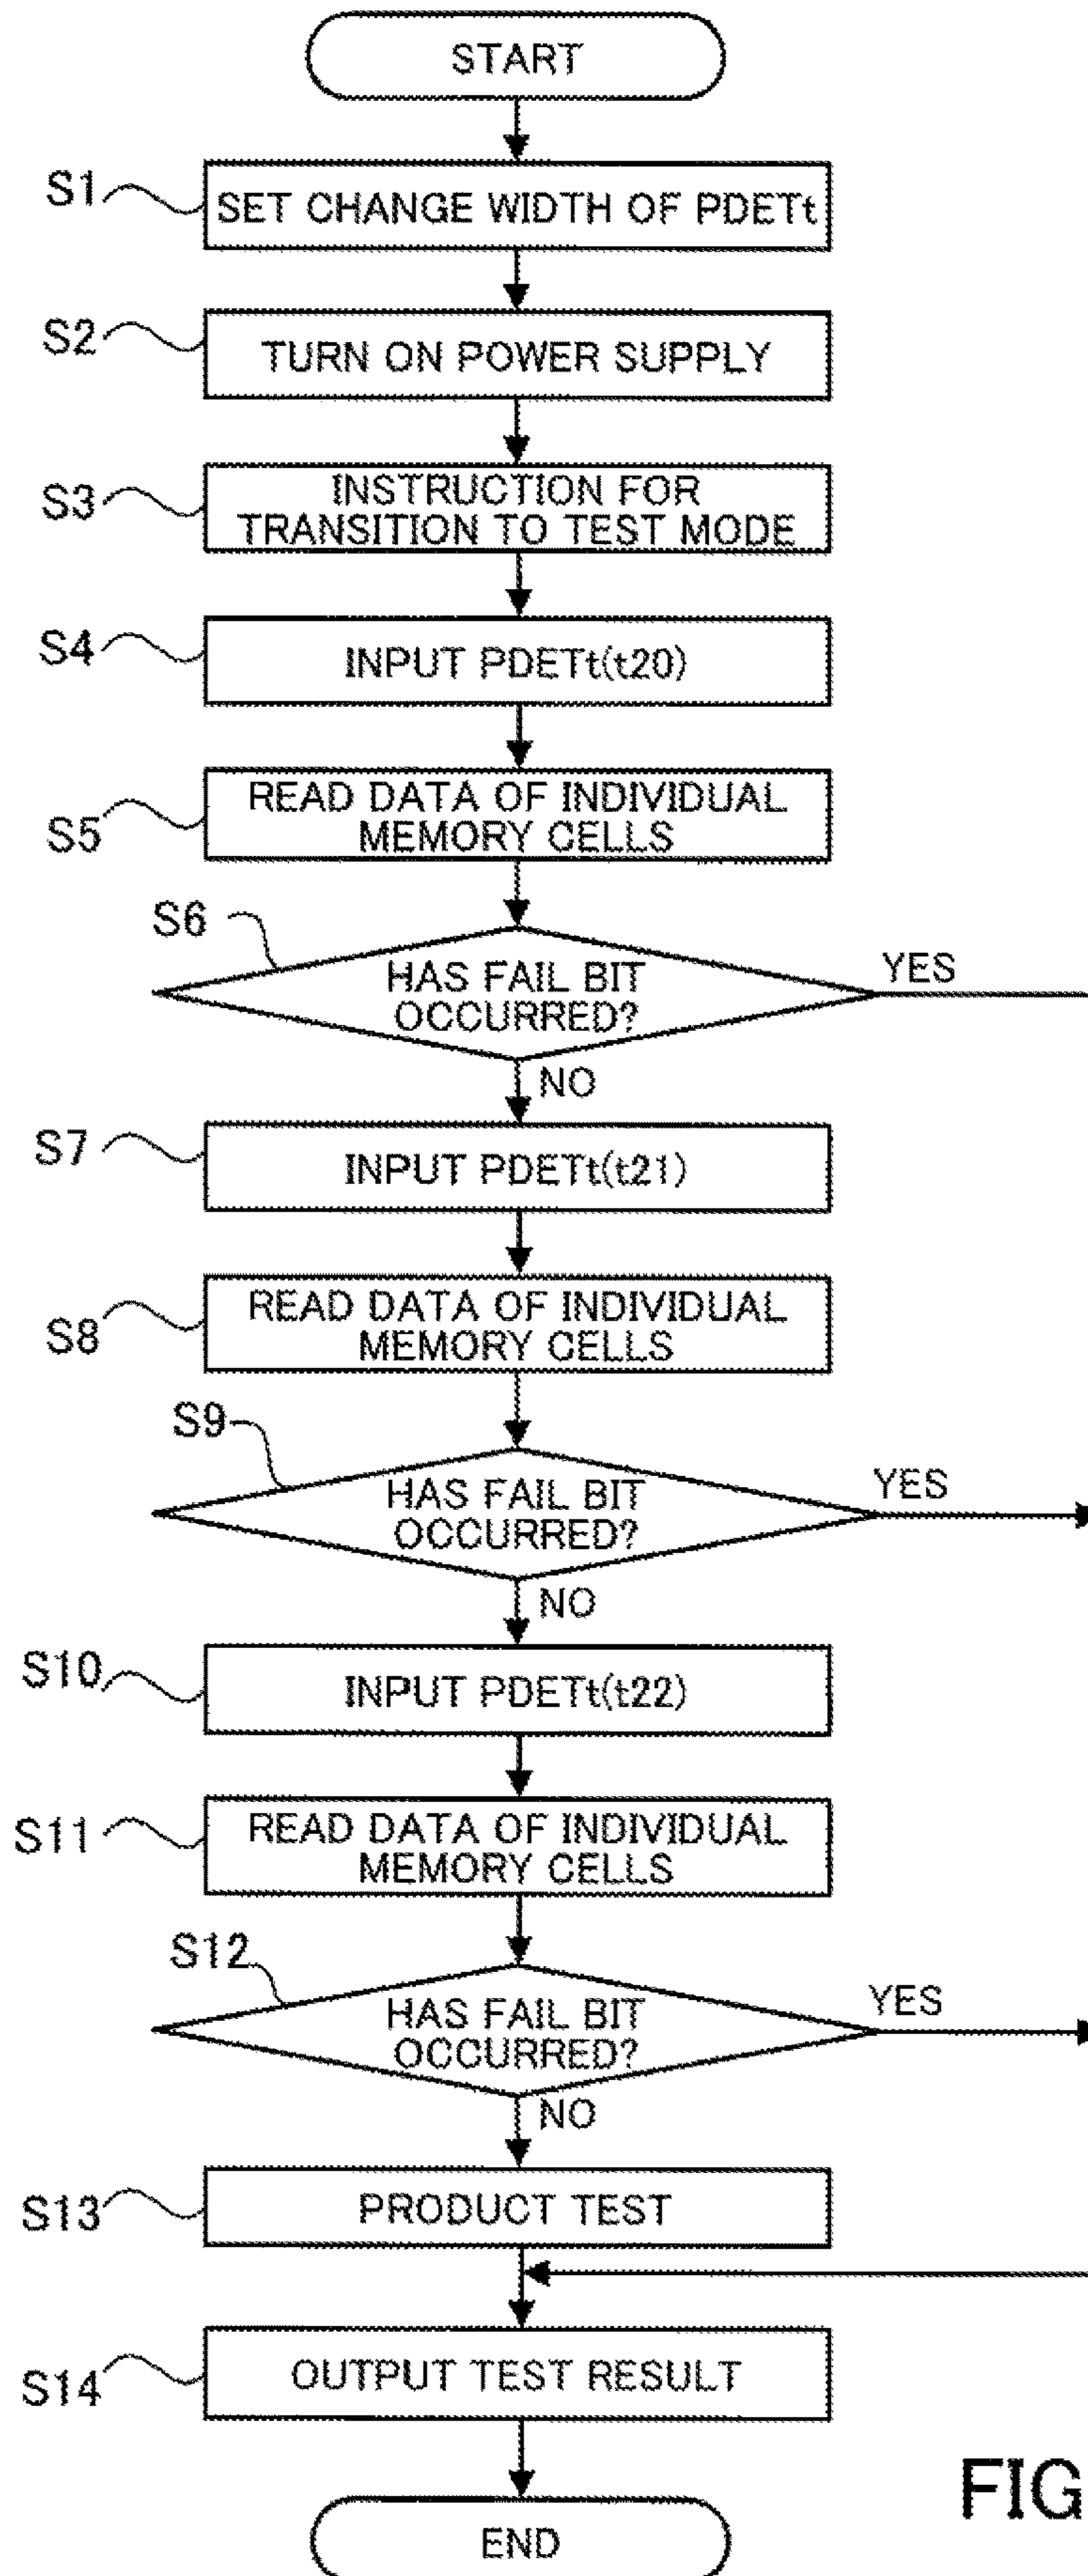 START
S1
SET CHANGE WIDTH OF PDETt
S2
TURN ON POWER SUPPLY
S3
INSTRUCTION FOR
TRANSITION TO TEST MODE
S4
INPUT PDETt(t20)
S5
READ DATA OF INDIVIDUAL
MEMORY CELLS
S6
HAS FAIL BIT
OCCURRED?
YES
NO
S7
INPUT PDETt(t21)
S8
READ DATA OF INDIVIDUAL
MEMORY CELLS
S9
HAS FAIL BIT
OCCURRED?
YES
NO
S10
INPUT PDETt(t22)
S11
READ DATA OF INDIVIDUAL
MEMORY CELLS
S12
HAS FAIL BIT
OCCURRED?
YES
NO
S13
PRODUCT TEST
S14
OUTPUT TEST RESULT
FIG
END